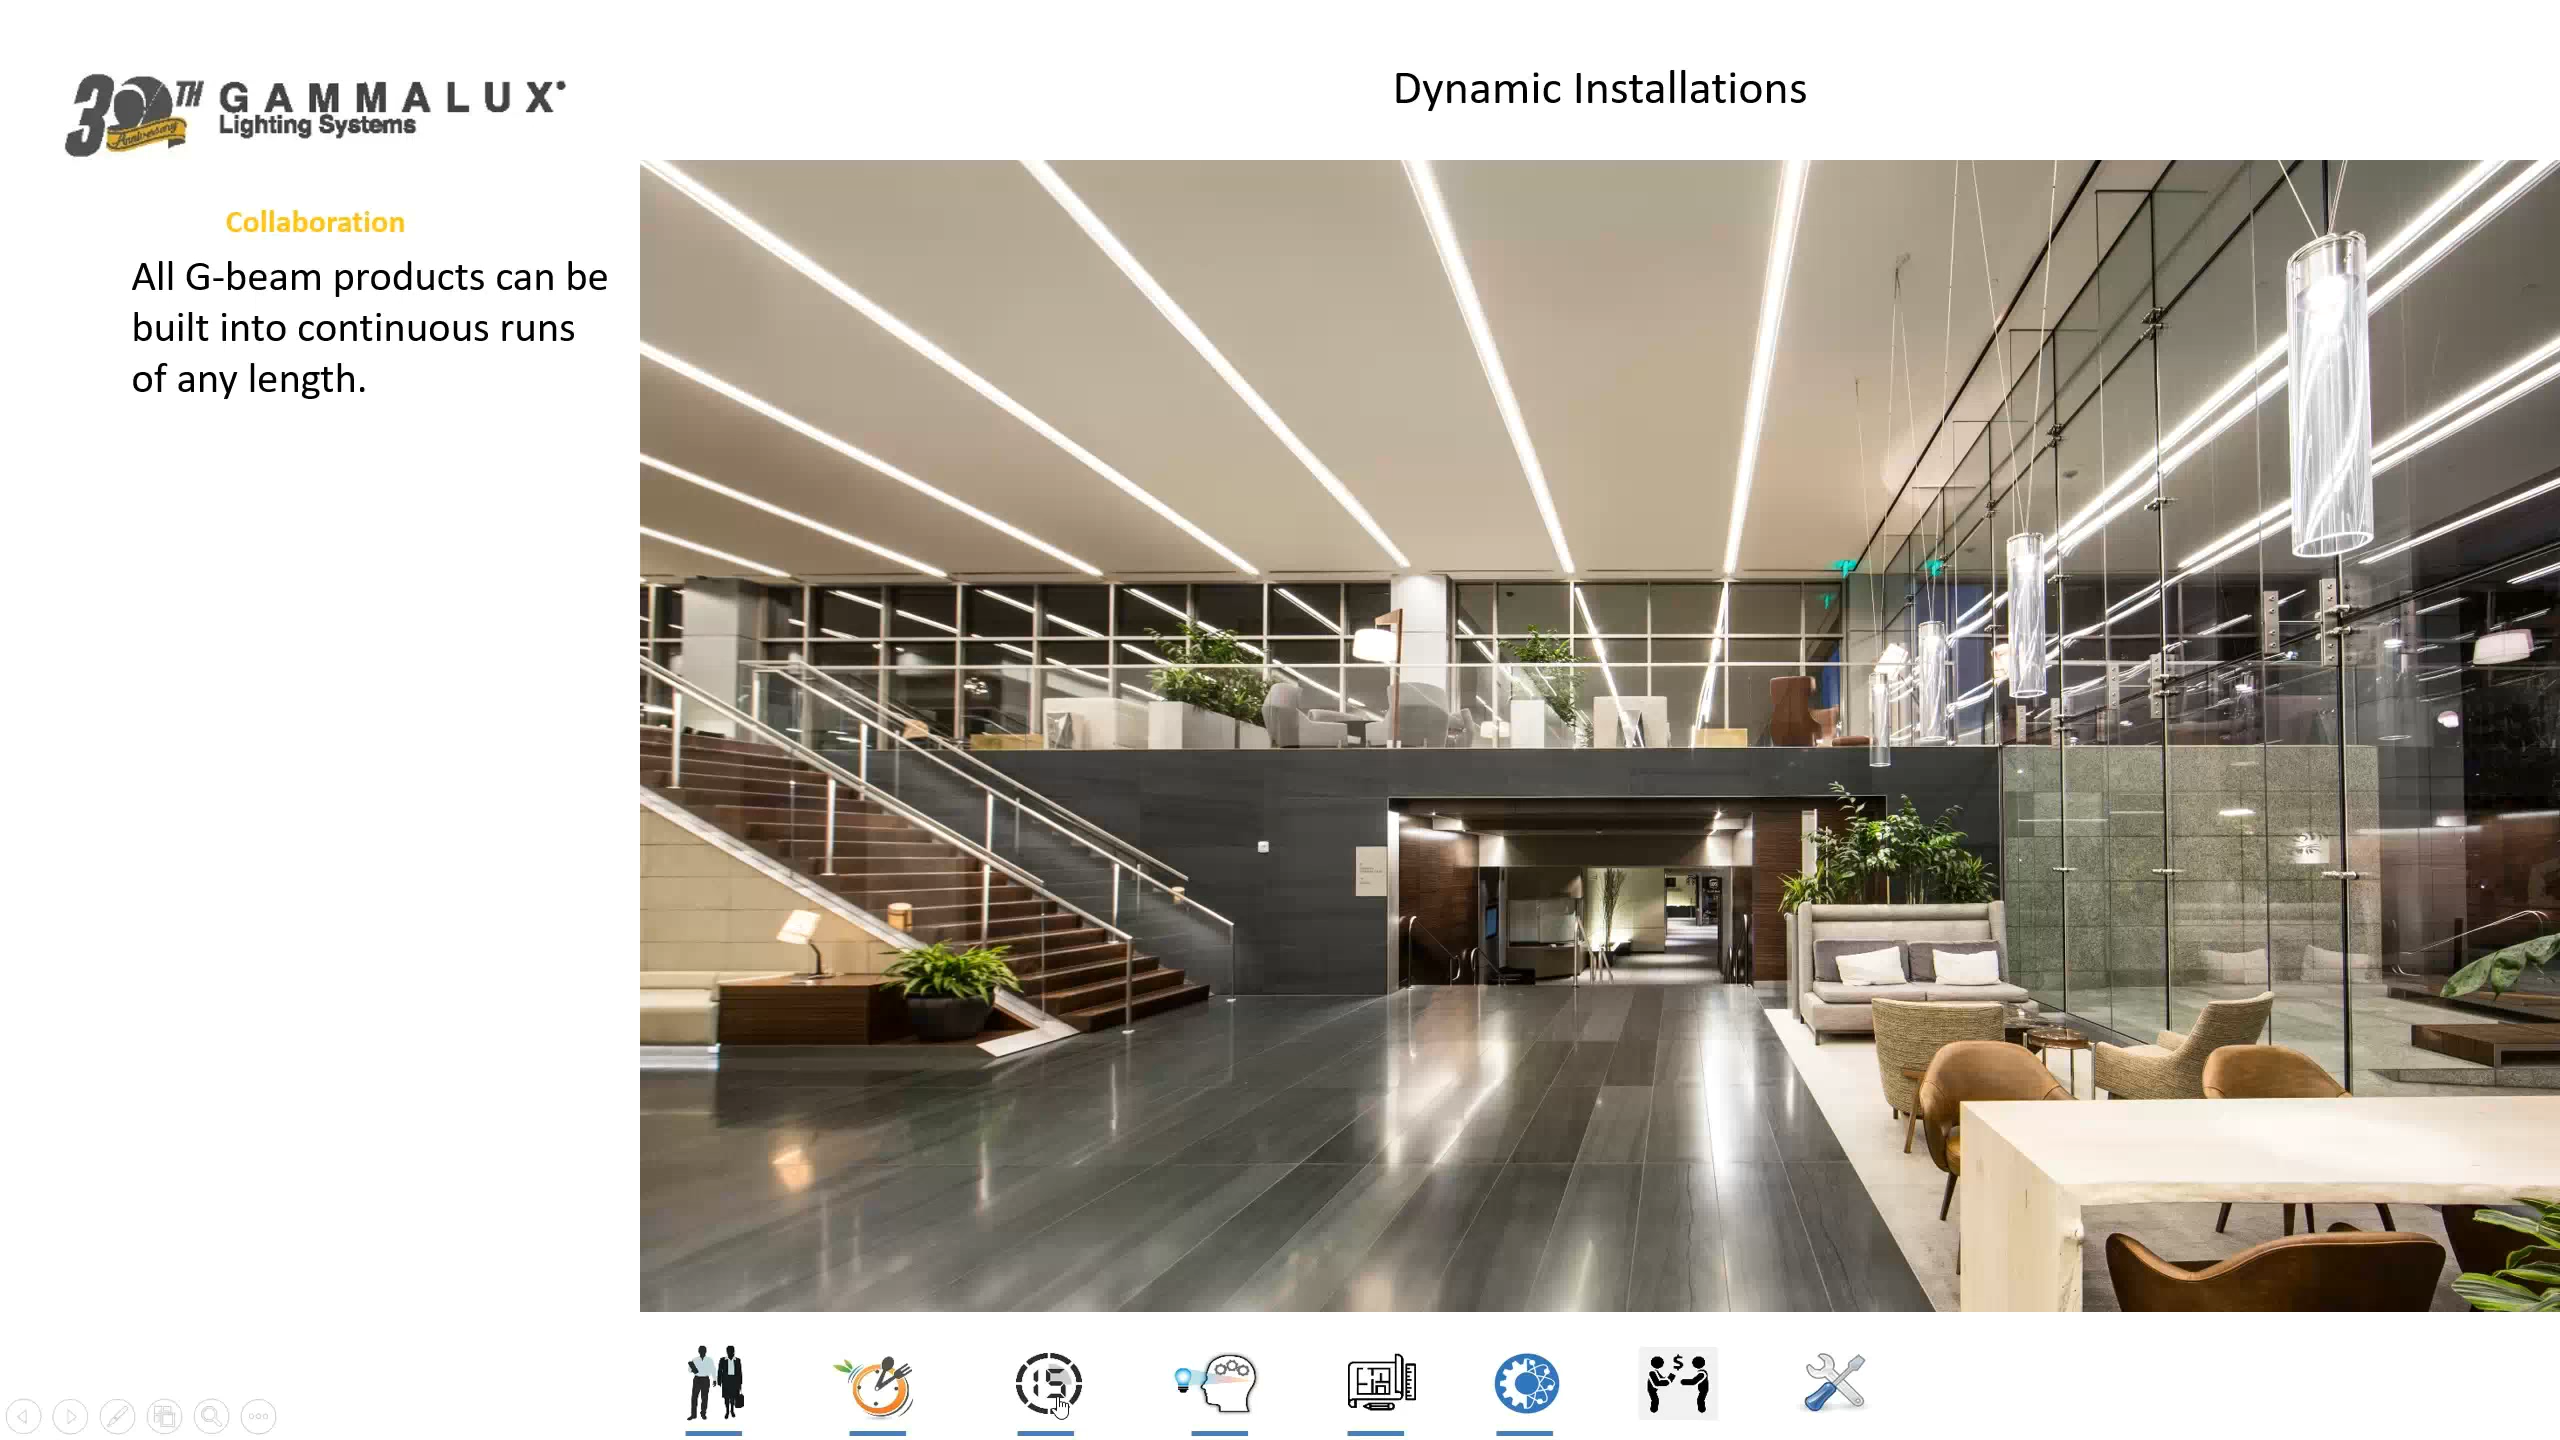 30TH GAMMALUX
Anniversary Lighting Systems
Dynamic Installations
Collaboration
All G-beam products can be
built into continuous runs
of any length.
15
$